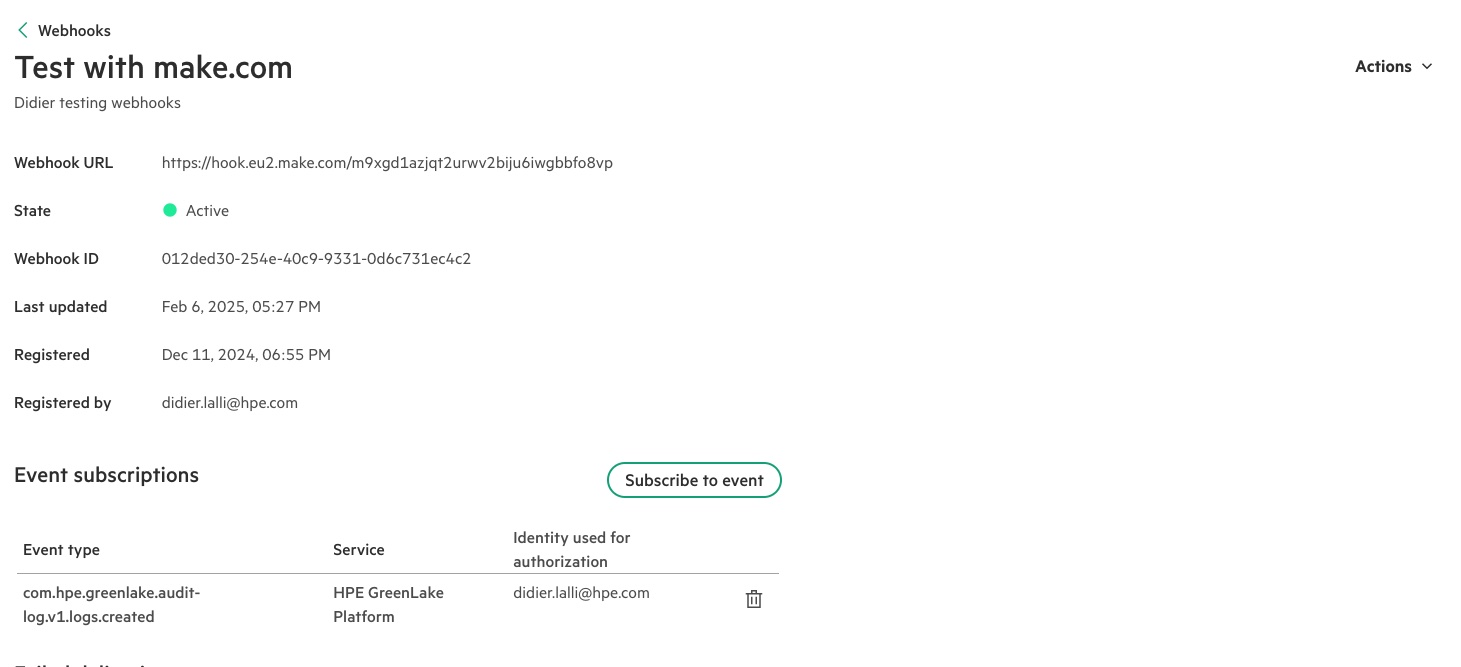 Webhooks
Test with make.com
Actions
Didier testing webhooks
Webhook URL https://hook.eu2.make.com/m9xgd1azjqt2urwv2biju6iwgbbfo8vp
State Active
Webhook ID 012ded30-254e-40c9-9331-0d6c731ec4c2
Last updated Feb 6, 2025, 05:27 PM
Registered Dec 11, 2024, 06:55 PM
Registered by didier.lalli@hpe.com
Event subscriptions
Subscribe to event
Event type Service Identity used for
authorization
com.hpe.greenlake.audit- HPE GreenLake didier.lalli@hpe.com
log.v1.logs.created Platform